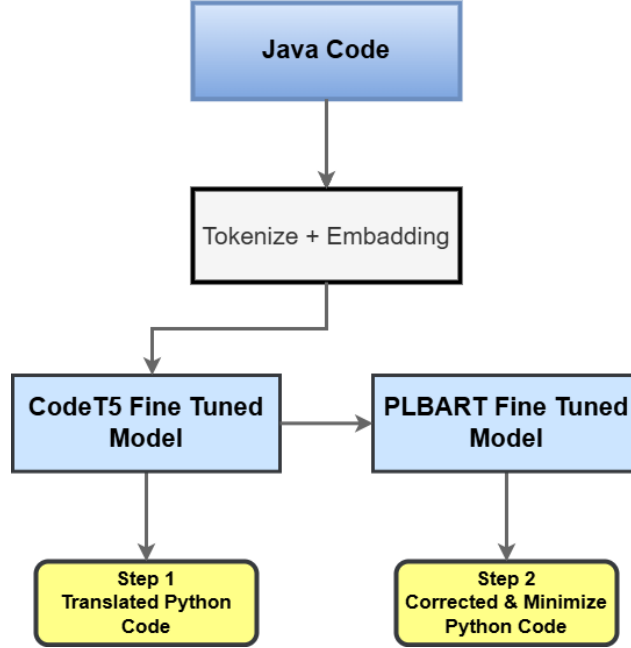 Java Code
Tokenize + Embadding
CodeT5 Fine Tuned
Model
PLBART Fine Tuned
Model
Step 1
Translated Python
Code
Step 2
Corrected & Minimize
Python Code